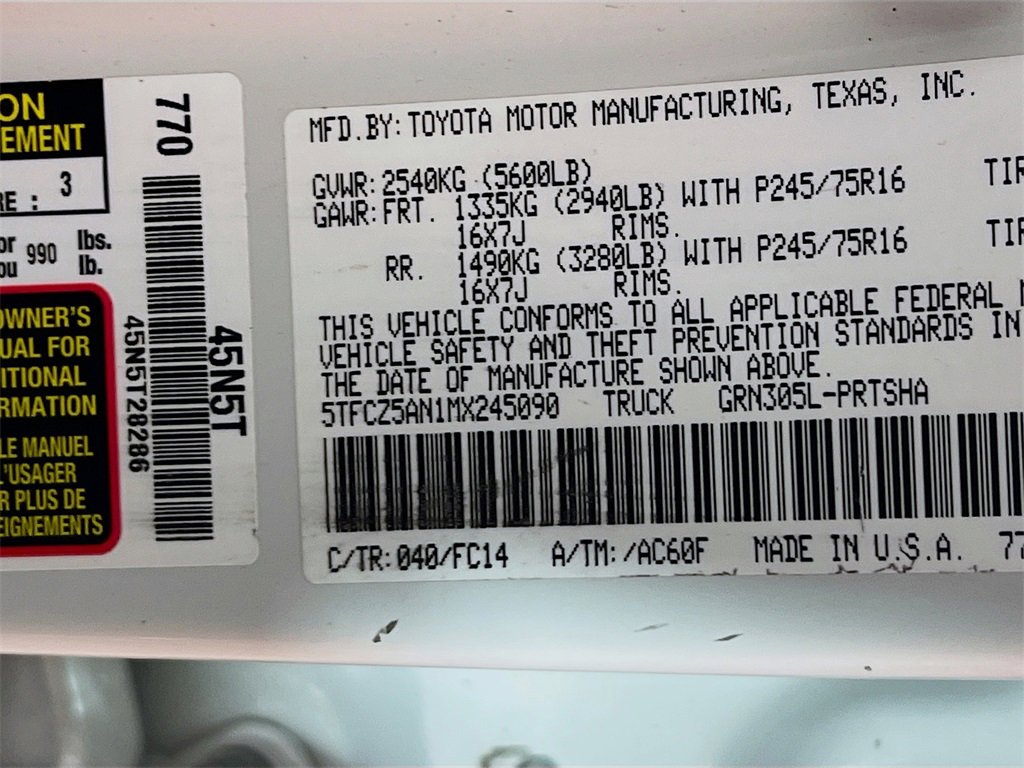 ON
EMENT
RE : 3
or
ou 990 lbs.
lb.
OWNER'S
UAL FOR
ITIONAL
RMATION
LE MANUEL
L'USAGER
R PLUS DE
EIGNEMENTS
770
45N5T28286
45N5T
MFD.BY:TOYOTA MOTOR MANUFACTURING, TEXAS, INC.
GVWR:2540KG (5600LB)
GAWR:FRT. 1335KG (2940LB) WITH P245/75R16 TIR
16X7J RIMS.
RR. 1490KG (3280LB) WITH P245/75R16 TIR
16X7J RIMS.
THIS VEHICLE CONFORMS TO ALL APPLICABLE FEDERAL M
VEHICLE SAFETY AND THEFT PREVENTION STANDARDS IN
THE DATE OF MANUFACTURE SHOWN ABOVE.
5TFCZ5AN1MX245090 TRUCK GRN305L-PRTSHA
C/TR:040/FC14 A/TM:/AC60F MADE IN U.S.A. 77